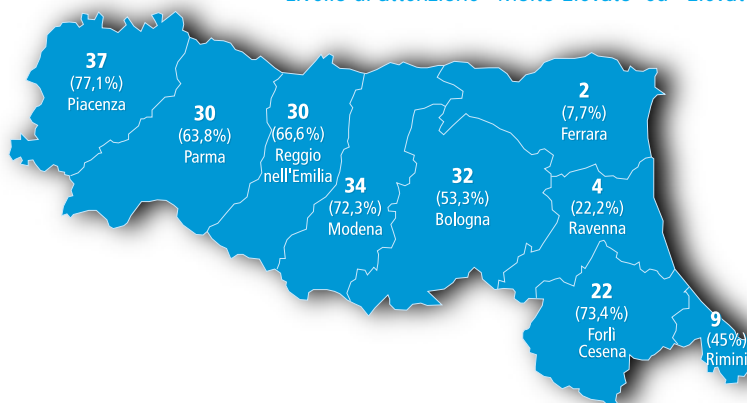 37
(77,1%)
Piacenza
30
(63,8%)
Parma
30
(66,6%)
Reggio
nell'Emilia
34
(72,3%)
Modena
32
(53,3%)
Bologna
2
(7,7%)
Ferrara
4
(22,2%)
Ravenna
22
(73,4%)
Forlì
Cesena
9
(45%)
Rimini